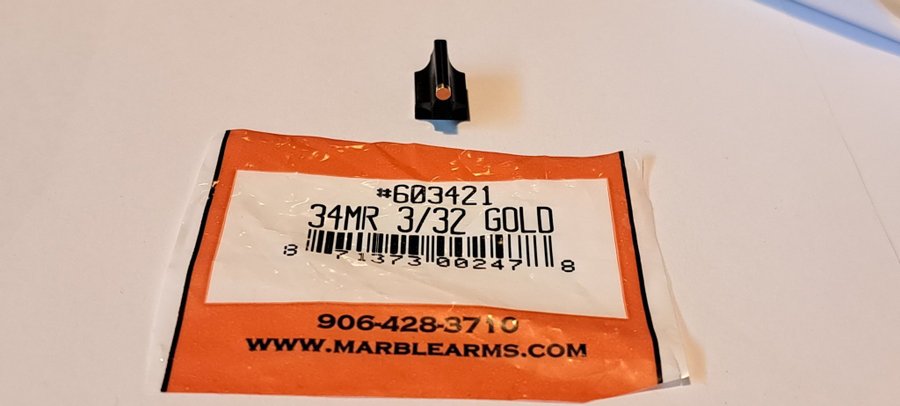 #603421
34MR 3/32 GOLD
8 71373 00247 8
906-428-3710
WWW.MARBLEARMS.COM